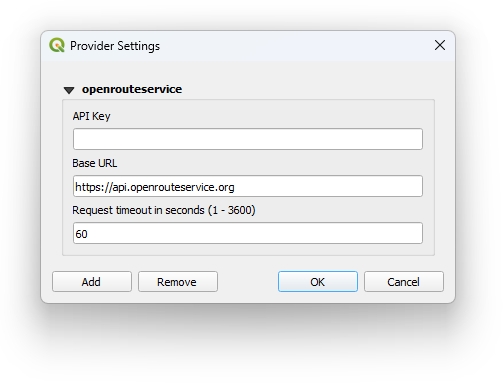 Provider Settings
openrouteservice
API Key
Base URL
https://api.openrouteservice.org
Request timeout in seconds (1 - 3600)
60
Add Remove OK Cancel